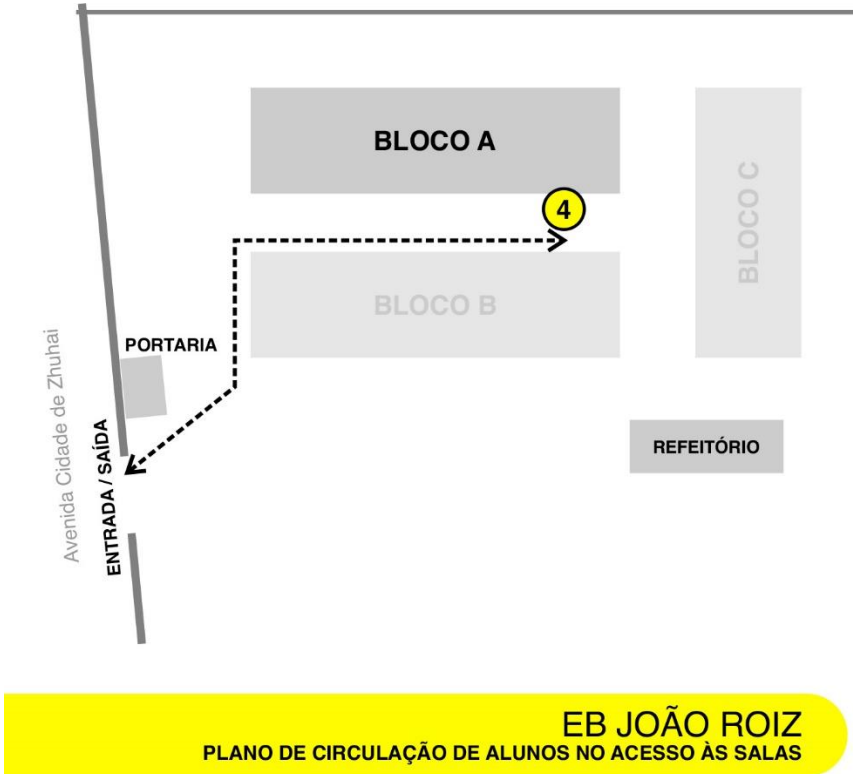 BLOCO A
BLOCO C
4
BLOCO B
PORTARIA
Avenida Cidade de Zhuhai
ENTRADA / SAÍDA
REFEITÓRIO
EB JOÃO ROIZ
PLANO DE CIRCULAÇÃO DE ALUNOS NO ACESSO ÀS SALAS